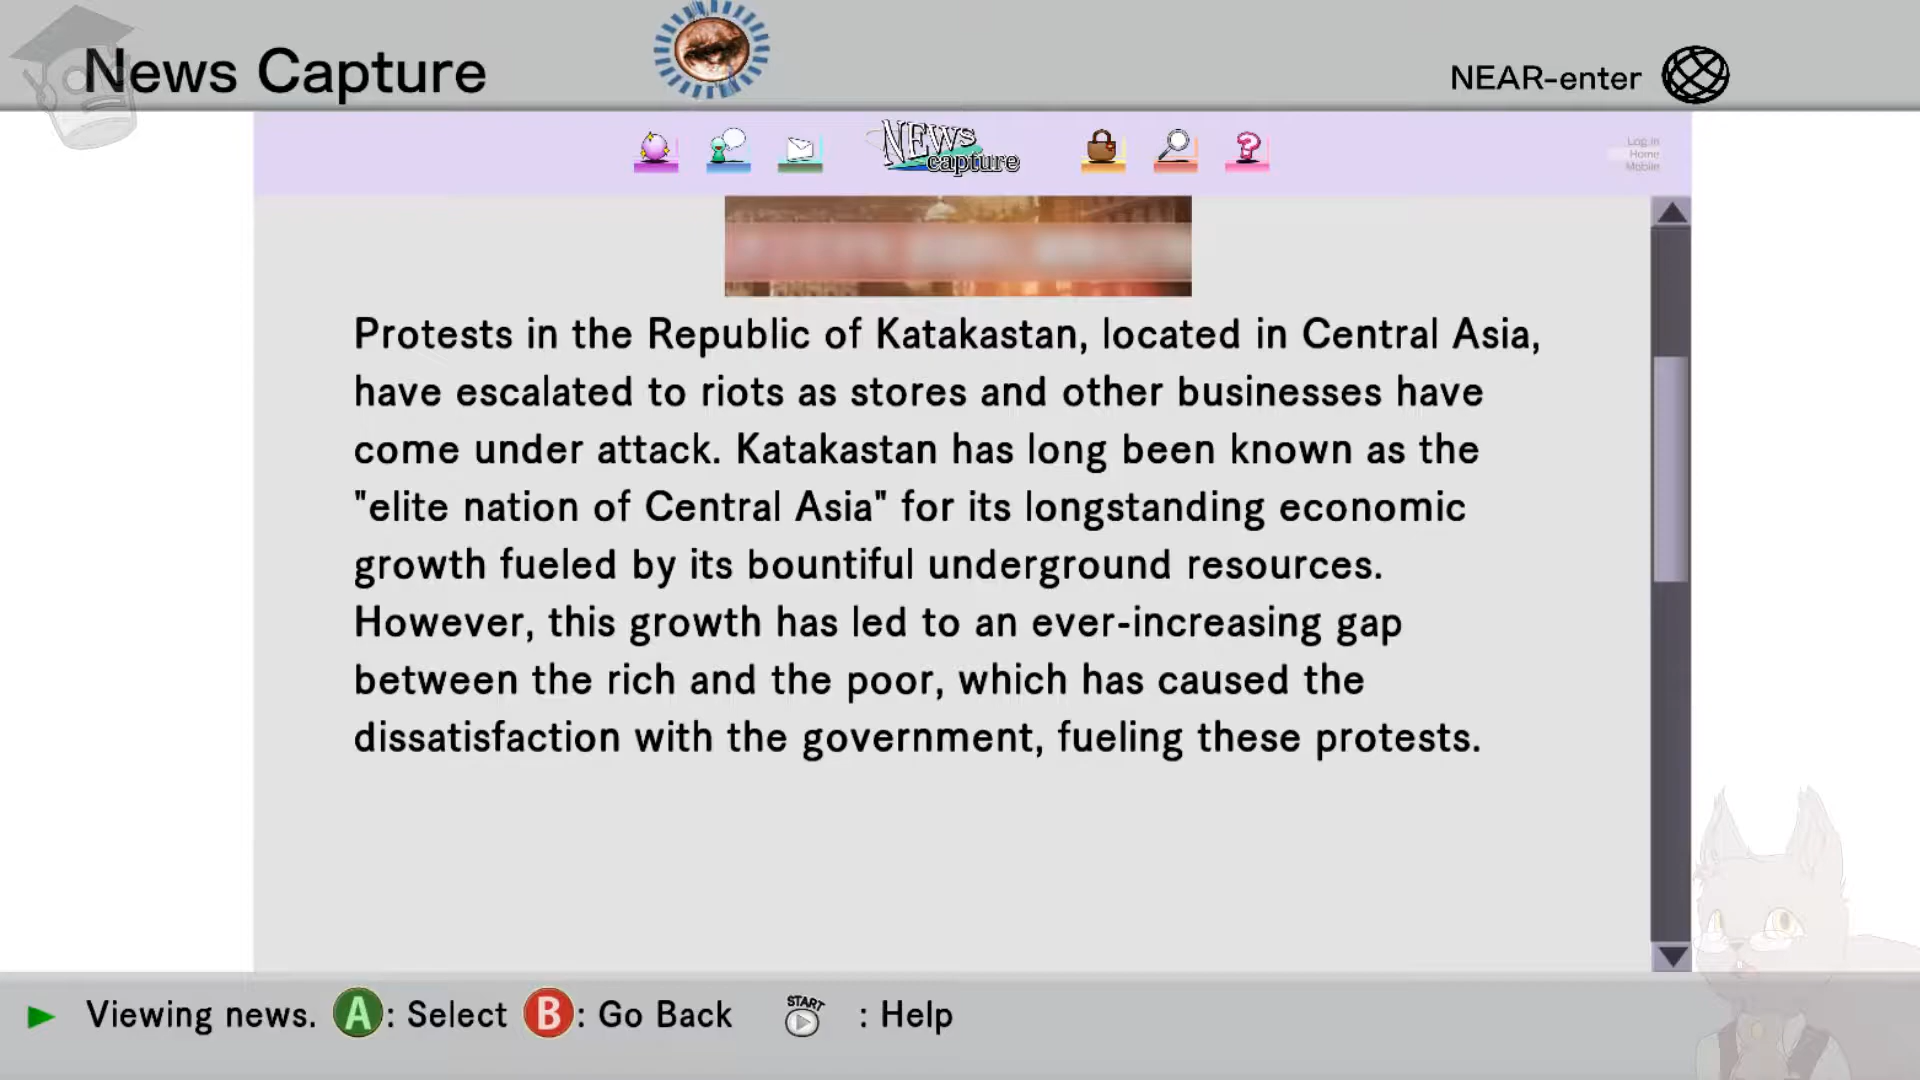 News Capture
NEAR-enter
NEWS
capture
Log in
Home
Mobile
Protests in the Republic of Katakastan, located in Central Asia,
have escalated to riots as stores and other businesses have
come under attack. Katakastan has long been known as the
"elite nation of Central Asia" for its longstanding economic
growth fueled by its bountiful underground resources.
However, this growth has led to an ever-increasing gap
between the rich and the poor, which has caused the
dissatisfaction with the government, fueling these protests.
Viewing news. A: Select B: Go Back START : Help